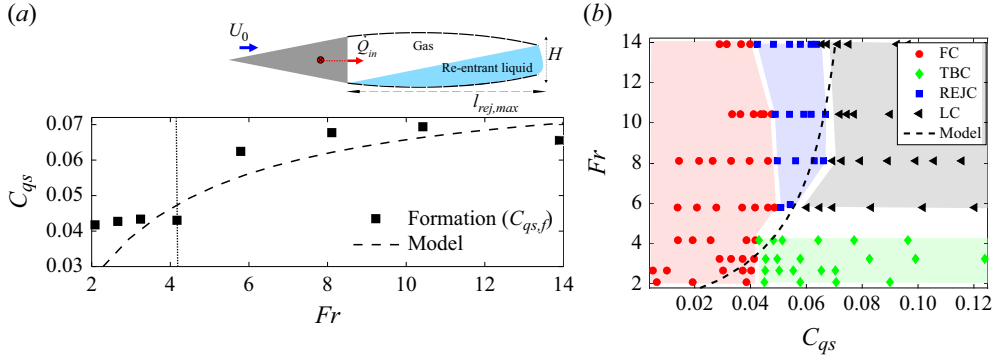 (a)
U0
Q̇in
Gas
Re-entrant liquid
H
lrej,max
0.07
0.06
0.05
0.04
0.03
Cqs
Formation (Cqs,f)
Model
2 4 6 8 10 12 14
Fr
(b)
14
12
10
8
6
4
2
Fr
FC
TBC
REJC
LC
Model
0.02 0.04 0.06 0.08 0.10 0.12
Cqs